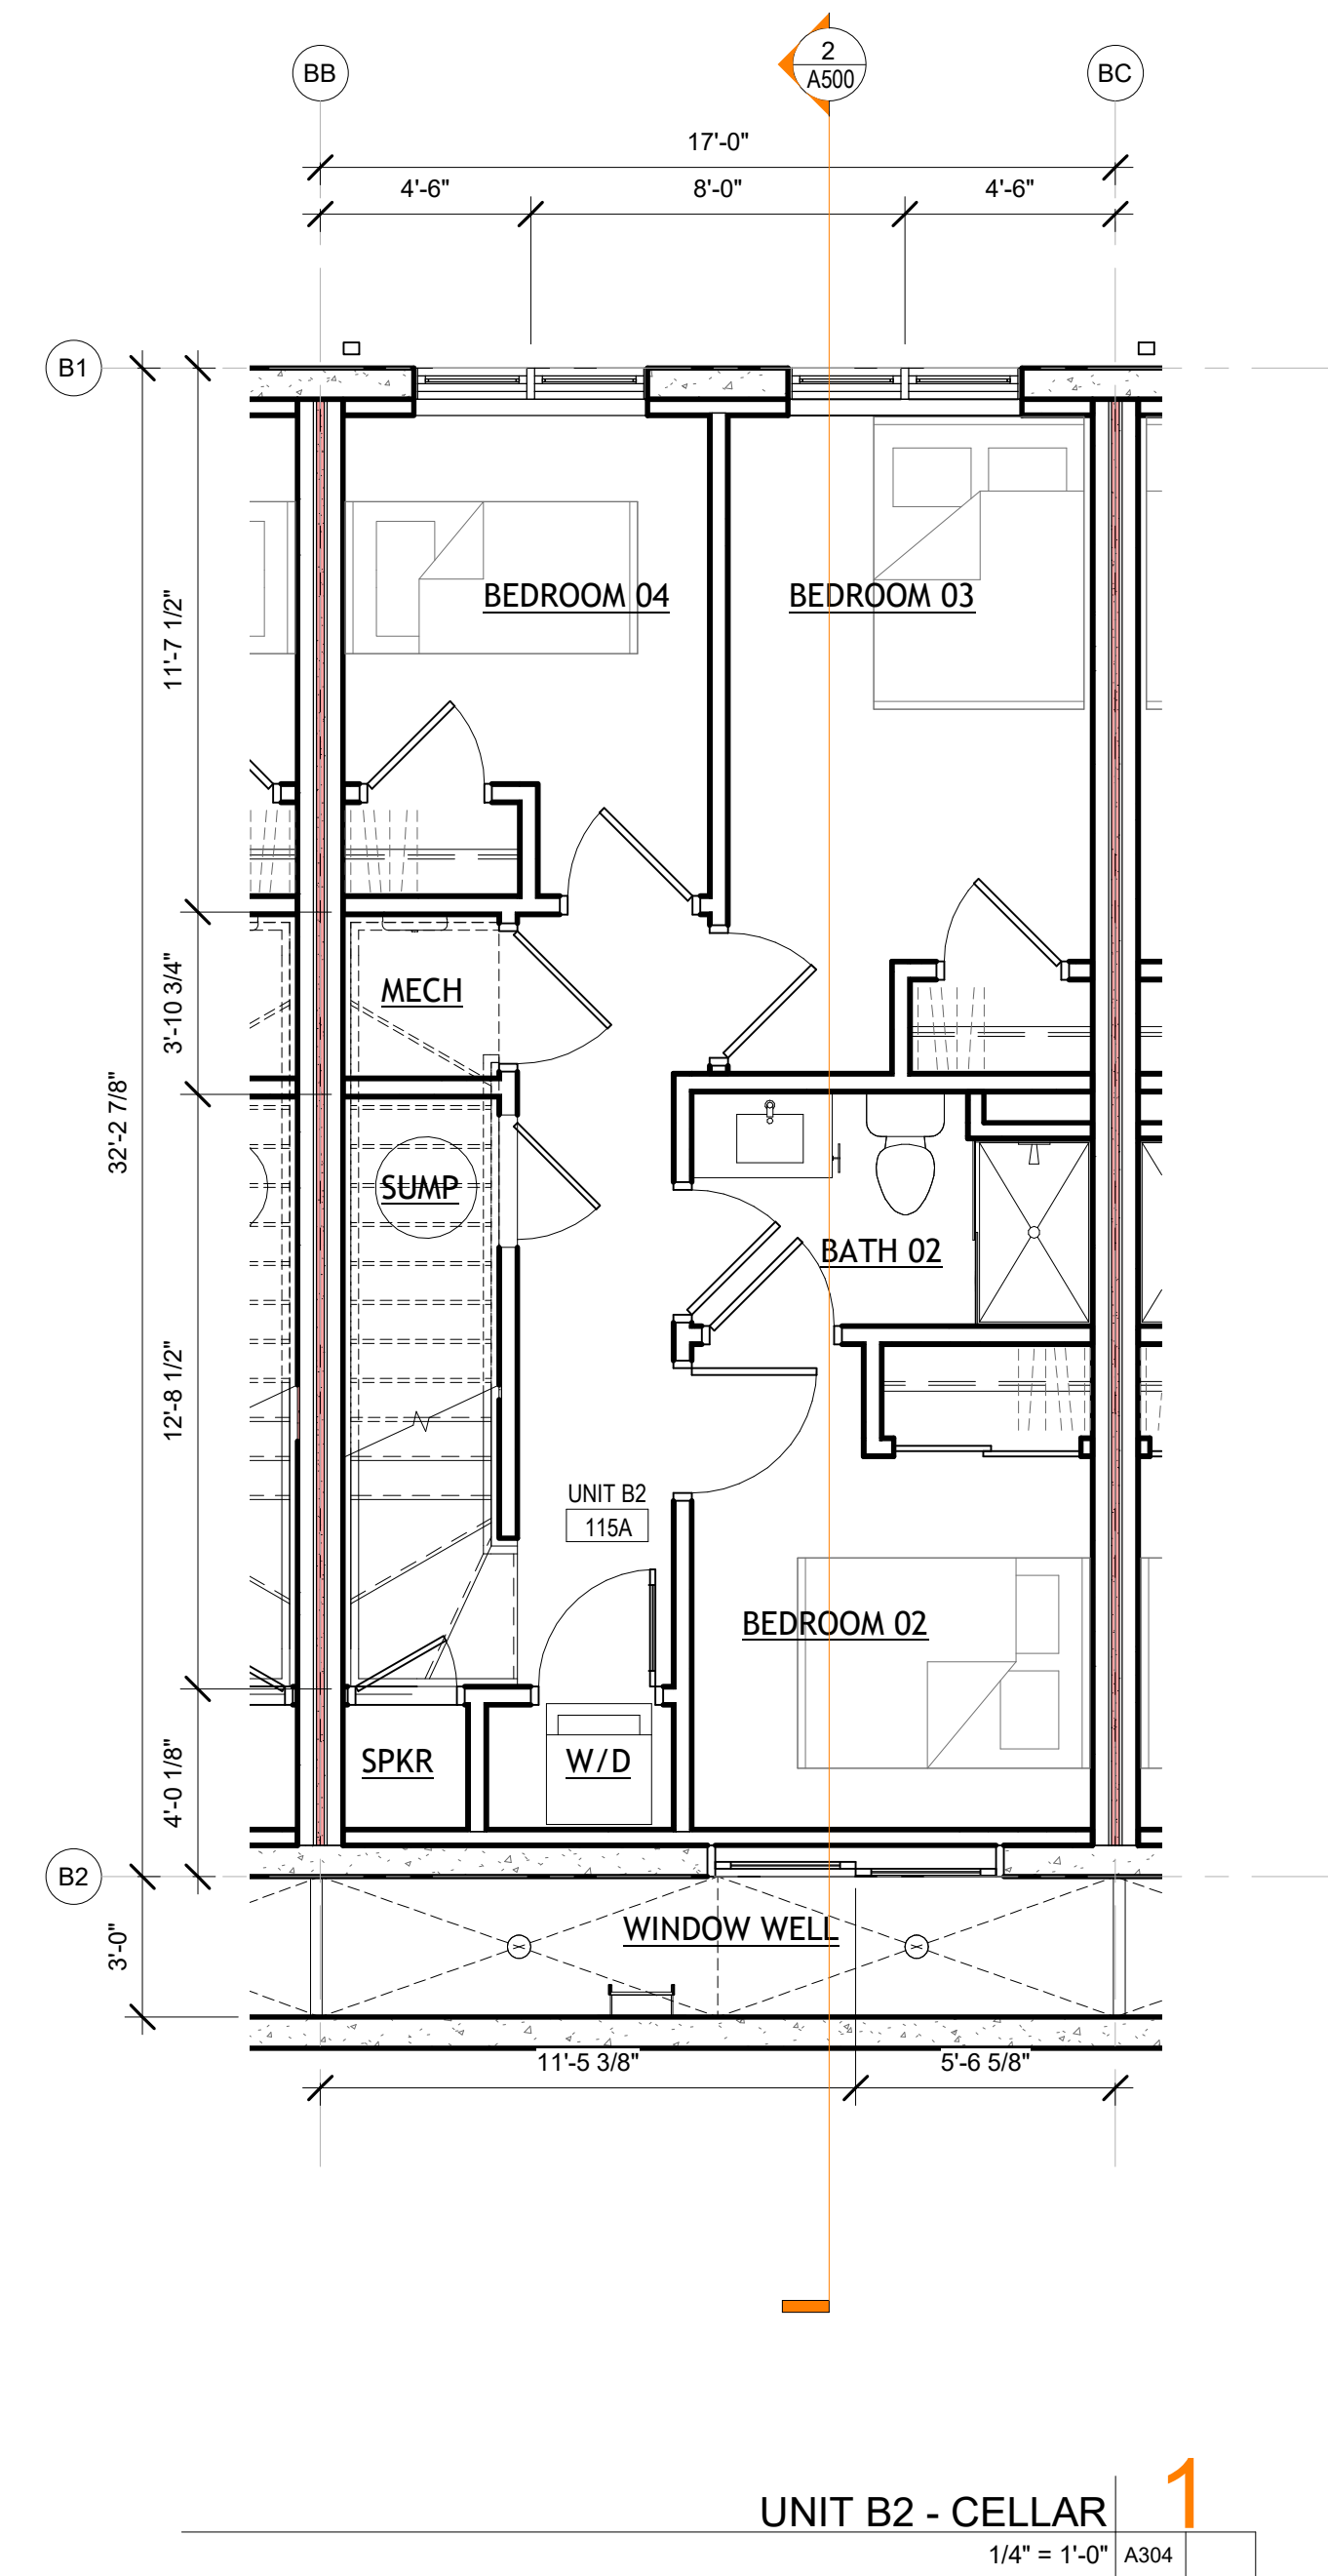 BB
2
A500
BC
17'-0"
4'-6"
8'-0"
4'-6"
B1
BEDROOM 04
BEDROOM 03
11'-7 1/2"
MECH
3'-10 3/4"
32'-2 7/8"
SUMP
BATH 02
12'-8 1/2"
UNIT B2
115A
BEDROOM 02
SPKR
W/D
4'-0 1/8"
B2
WINDOW WELL
3'-0"
11'-5 3/8"
5'-6 5/8"
UNIT B2 - CELLAR
1
1/4" = 1'-0"
A304